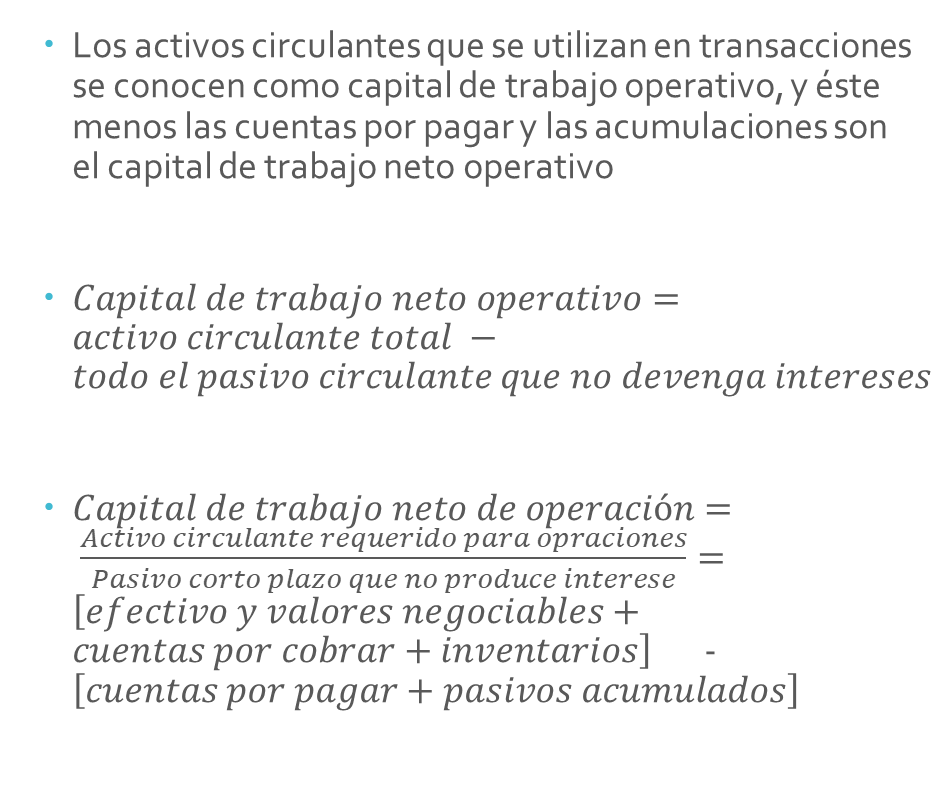 • Los activos circulantes que se utilizan en transacciones
se conocen como capital de trabajo operativo, y éste
menos las cuentas por pagar y las acumulaciones son
el capital de trabajo neto operativo
• Capital de trabajo neto operativo =
activo circulante total −
todo el pasivo circulante que no devenga intereses
• Capital de trabajo neto de operación =
Activo circulante requerido para opraciones
Pasivo corto plazo que no produce interese =
[efectivo y valores negociables +
cuentas por cobrar + inventarios] -
[cuentas por pagar + pasivos acumulados]